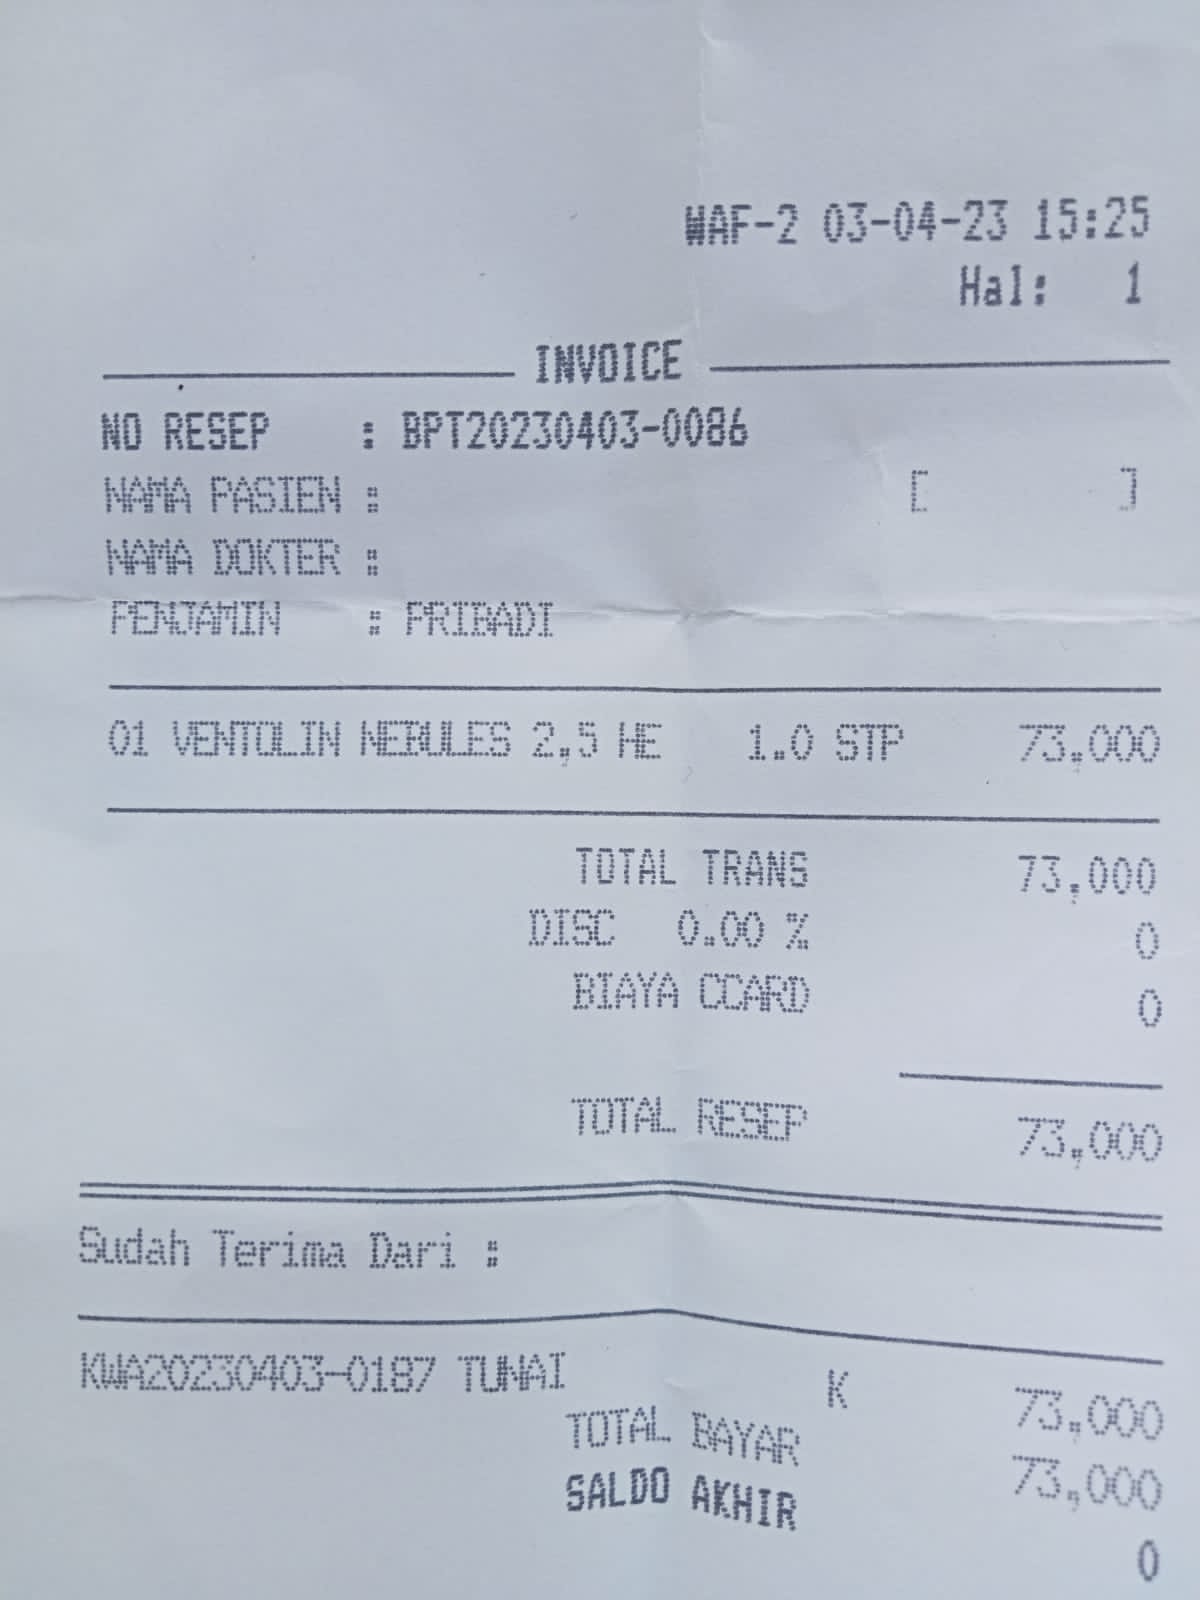 WAF-2 03-04-23 15:25
Hal: 1
INVOICE
NO RESEP : BPT20230403-0086
NAMA PASIEN : [ ]
NAMA DOKTER :
PENJAMIN : PRIBADI
01 VENTOLIN NEBULES 2,5 HE 1.0 STP 73,000
TOTAL TRANS 73,000
DISC 0.00 % 0
BIAYA CCARD 0
TOTAL RESEP 73,000
Sudah Terima Dari :
KWA20230403-0187 TUNAI K 73,000
TOTAL BAYAR 73,000
SALDO AKHIR 0